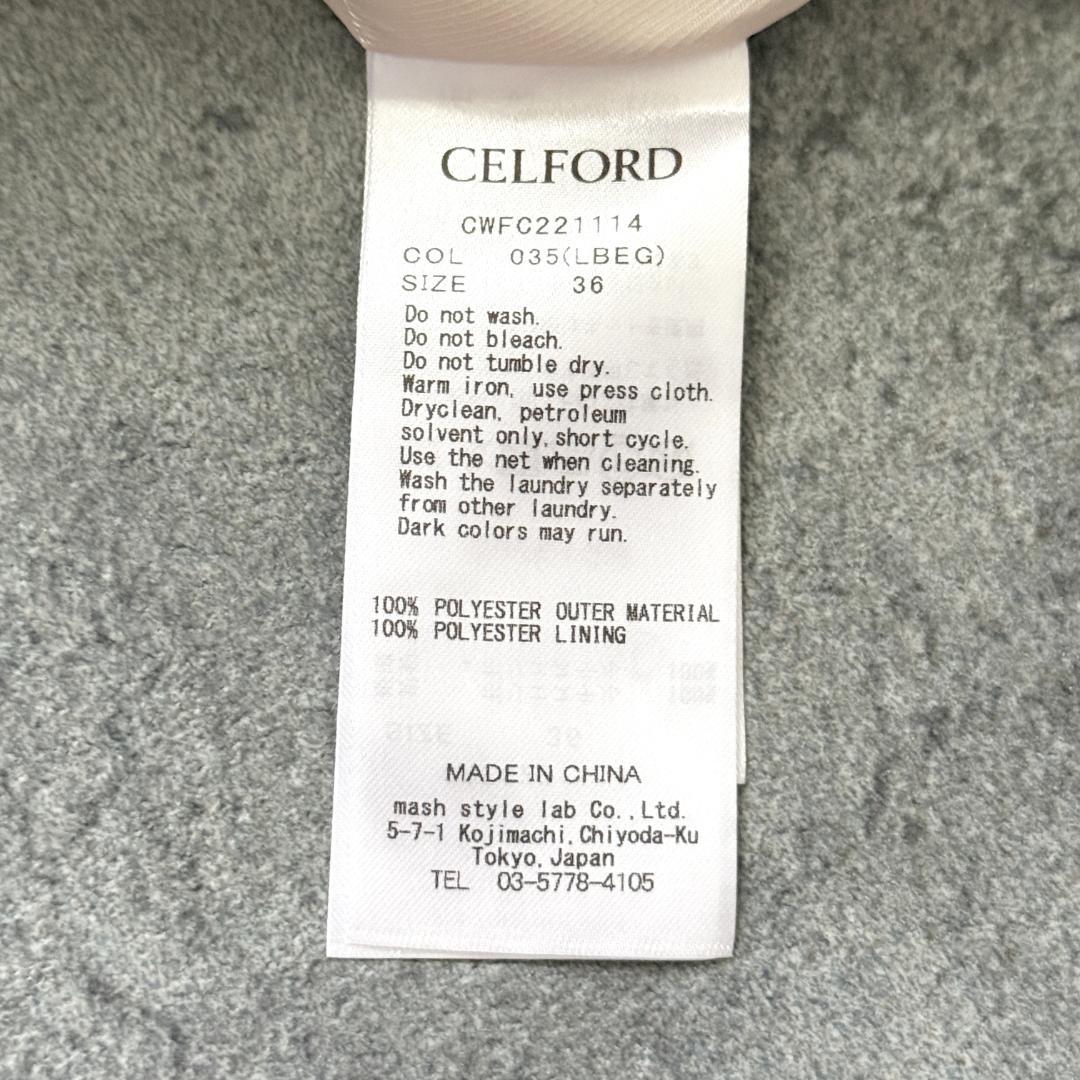 CELFORD
CWFC221114
COL 035(LBEG)
SIZE 36
Do not wash.
Do not bleach.
Do not tumble dry.
Warm iron, use press cloth.
Dryclean, petroleum
solvent only,short cycle.
Use the net when cleaning.
Wash the laundry separately
from other laundry.
Dark colors may run.
100% POLYESTER OUTER MATERIAL
100% POLYESTER LINING
MADE IN CHINA
mash style lab Co.,Ltd.
5-7-1 Kojimachi,Chiyoda-Ku
Tokyo,Japan
TEL 03-5778-4105